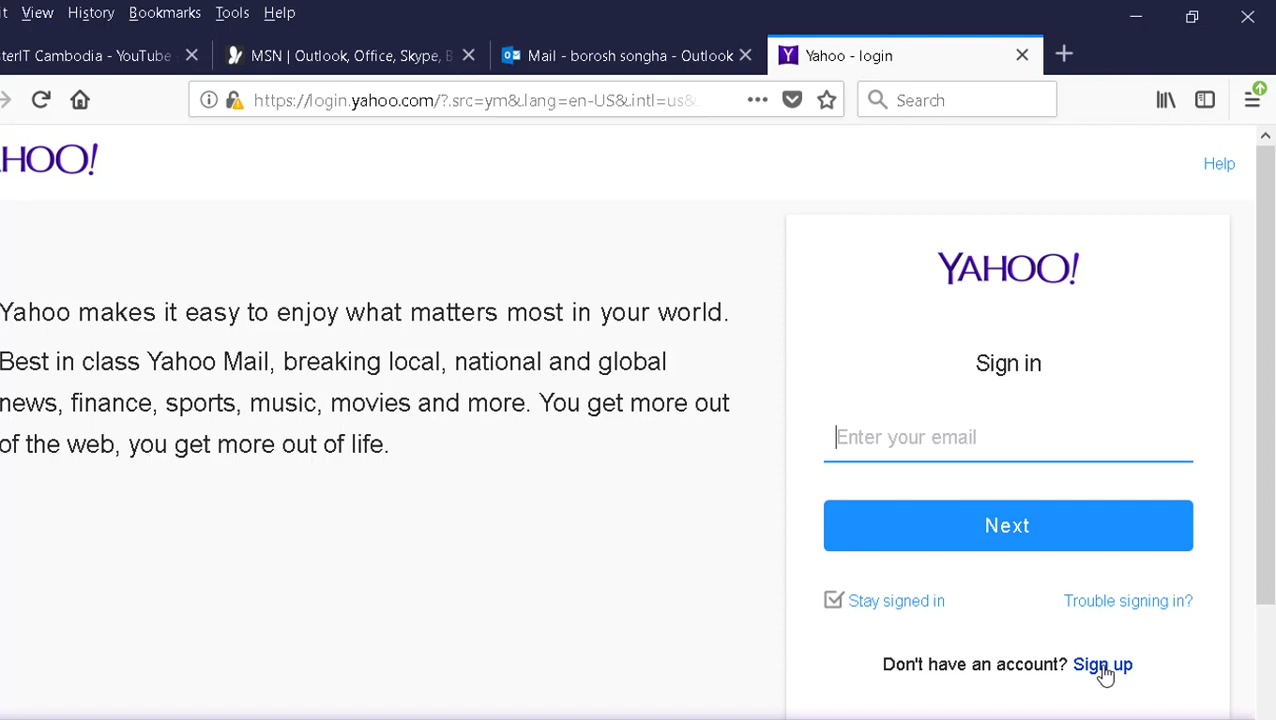 it View History Bookmarks Tools Help
terIT Cambodia - YouTube MSN | Outlook, Office, Skype, B Mail - borosh songha - Outlook Yahoo - login
https://login.yahoo.com/?.src=ym&lang=en-US&intl=us& Search
HOO! Help
YAHOO!
Yahoo makes it easy to enjoy what matters most in your world.
Sign in
Best in class Yahoo Mail, breaking local, national and global
news, finance, sports, music, movies and more. You get more out
of the web, you get more out of life.
Enter your email
Next
Stay signed in Trouble signing in?
Don't have an account? Sign up